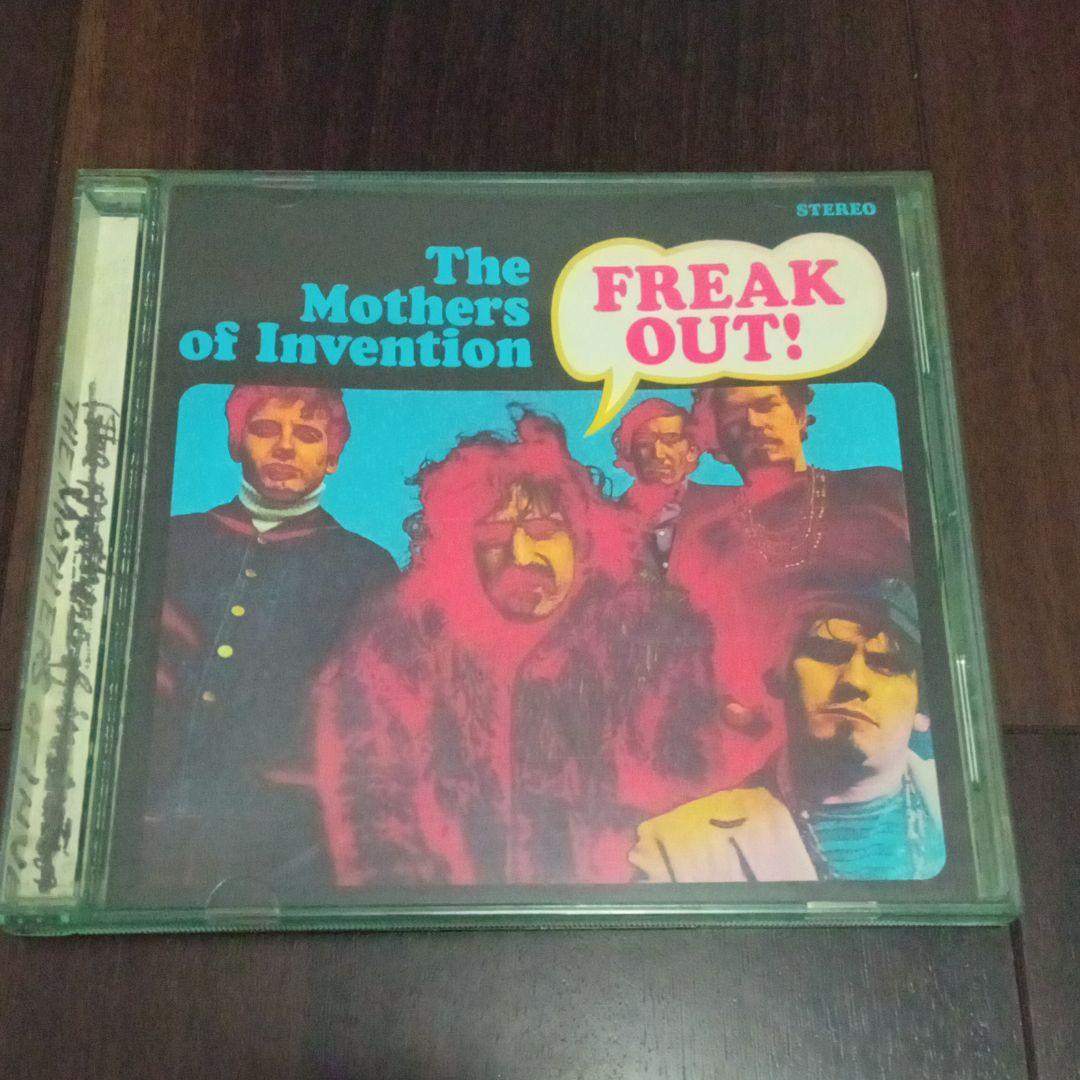 STEREO
The
Mothers
of Invention
FREAK
OUT!
THE MOTHERS OF INV